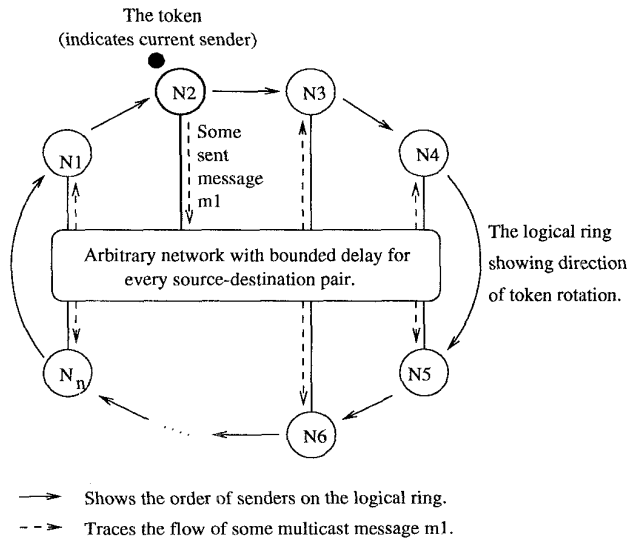 The token
(indicates current sender)
N2
N3
N1
Some
sent
message
m1
N4
Arbitrary network with bounded delay for
every source-destination pair.
The logical ring
showing direction
of token rotation.
Nn
N5
N6
Shows the order of senders on the logical ring.
Traces the flow of some multicast message m1.